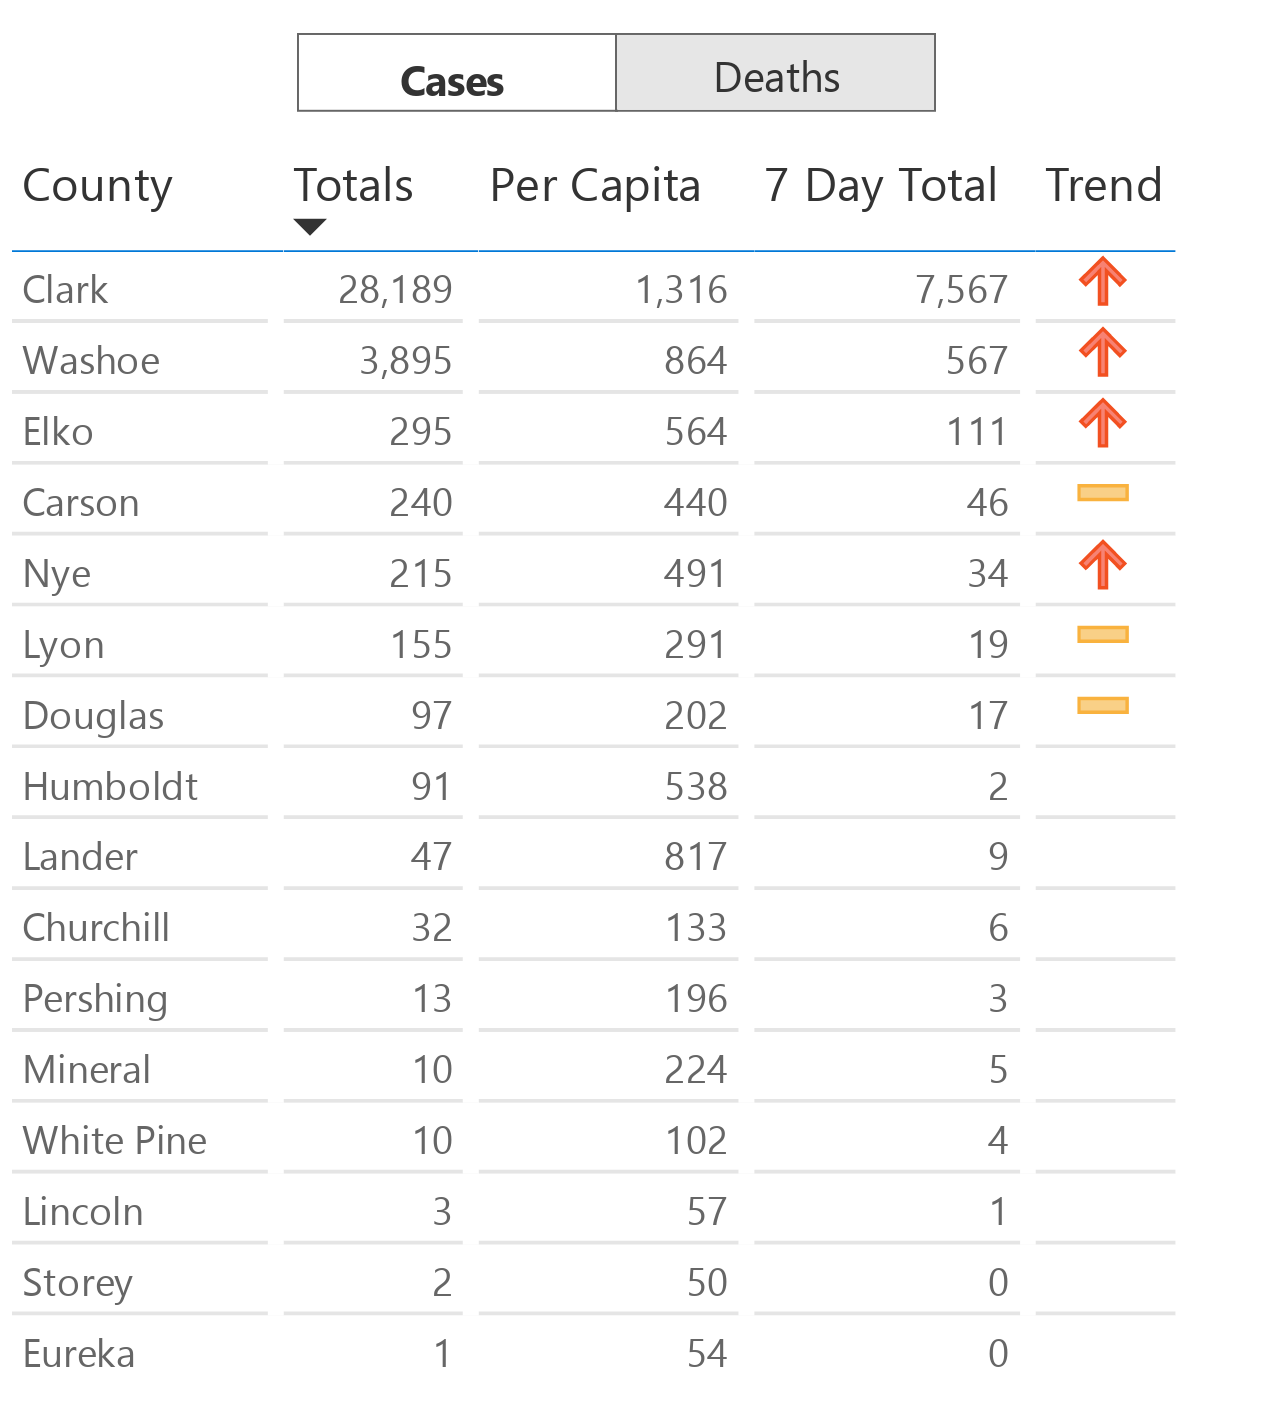 Cases Deaths
County Totals Per Capita 7 Day Total Trend
Clark 28,189 1,316 7,567
Washoe 3,895 864 567
Elko 295 564 111
Carson 240 440 46
Nye 215 491 34
Lyon 155 291 19
Douglas 97 202 17
Humboldt 91 538 2
Lander 47 817 9
Churchill 32 133 6
Pershing 13 196 3
Mineral 10 224 5
White Pine 10 102 4
Lincoln 3 57 1
Storey 2 50 0
Eureka 1 54 0